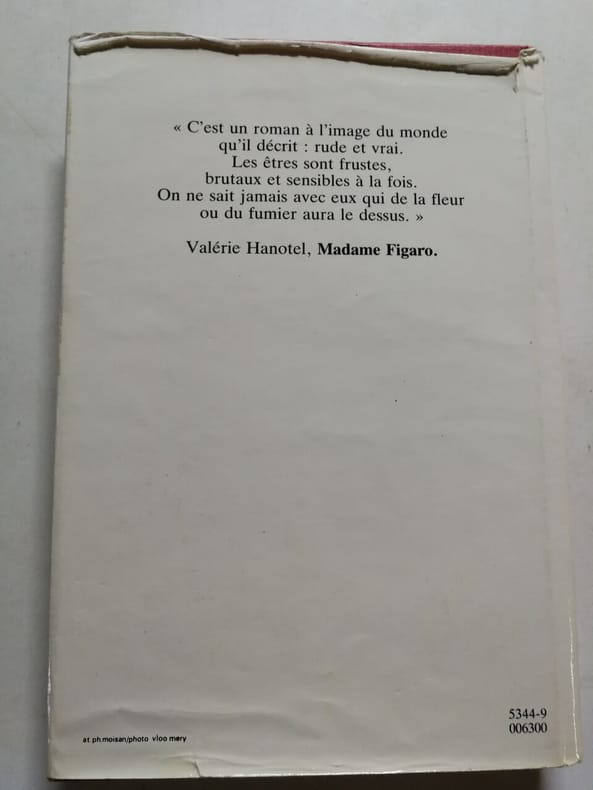 « C'est un roman à l'image du monde
qu'il décrit : rude et vrai.
Les êtres sont frustes,
brutaux et sensibles à la fois.
On ne sait jamais avec eux qui de la fleur
ou du fumier aura le dessus. »
Valérie Hanotel, Madame Figaro.
5344-9
006300
at ph.moisan/photo vloo mery